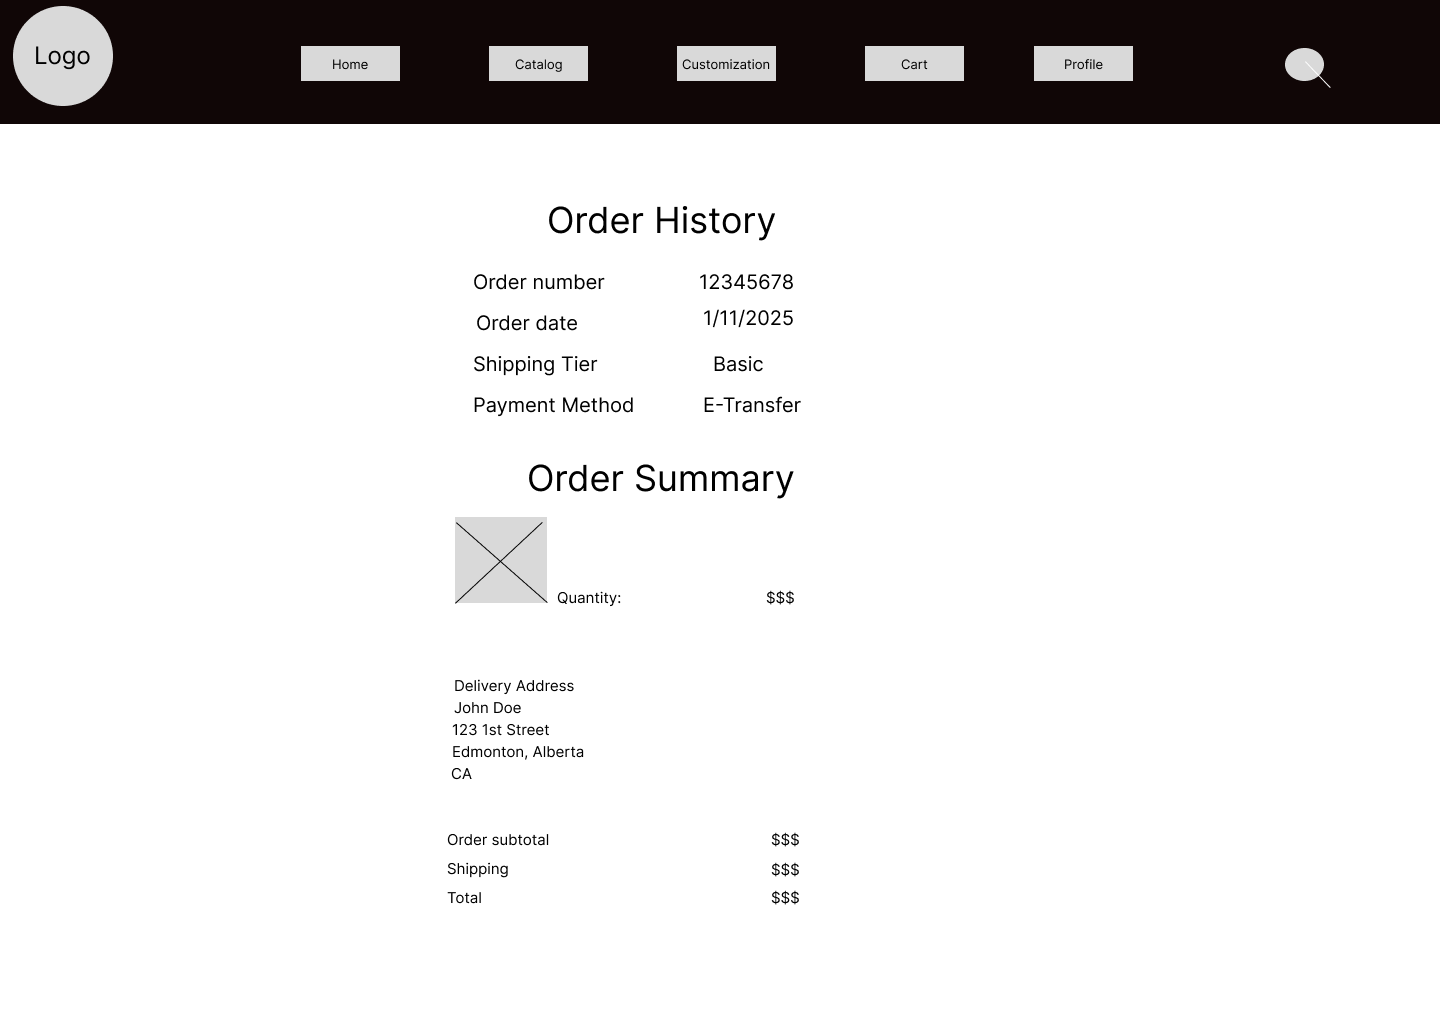 Logo
Home Catalog Customization Cart Profile
Order History
Order number 12345678
Order date 1/11/2025
Shipping Tier Basic
Payment Method E-Transfer
Order Summary
Quantity: $$$
Delivery Address
John Doe
123 1st Street
Edmonton, Alberta
CA
Order subtotal $$$
Shipping $$$
Total $$$